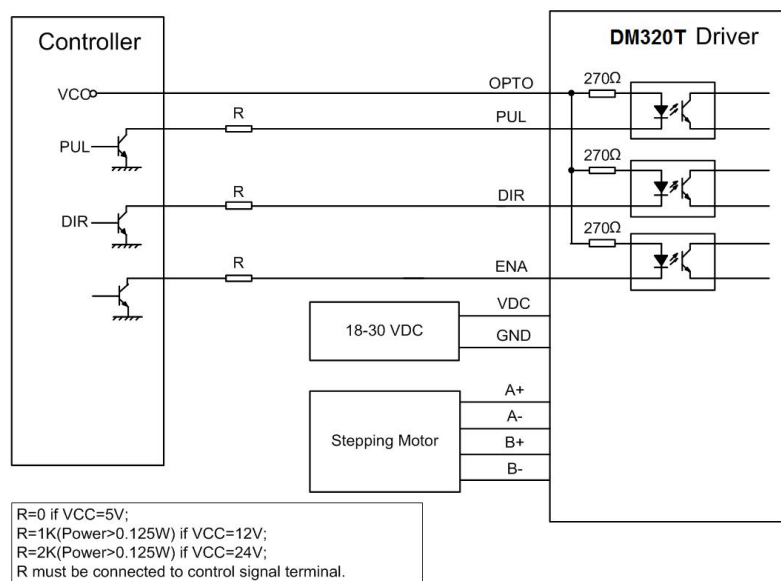 Controller
DM320T Driver
VCC
OPTO
270Ω
R
PUL
PUL
270Ω
R
DIR
DIR
270Ω
R
ENA
18-30 VDC
VDC
GND
Stepping Motor
A+
A-
B+
B-
R=0 if VCC=5V;
R=1K(Power>0.125W) if VCC=12V;
R=2K(Power>0.125W) if VCC=24V;
R must be connected to control signal terminal.